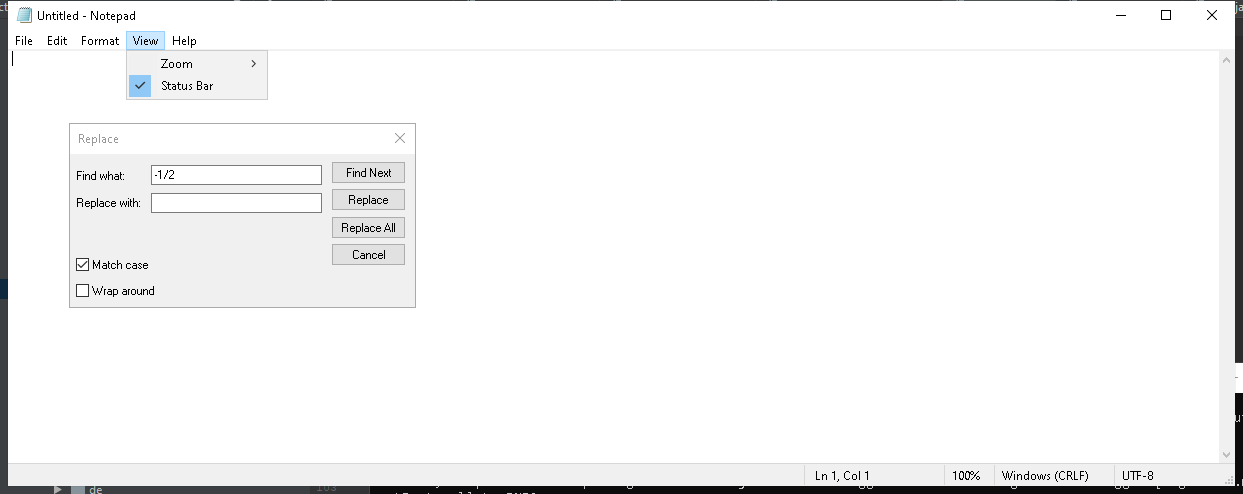 Untitled - Notepad
File Edit Format View Help
Zoom
Status Bar
Replace
Find what: -1/2 Find Next
Replace with: Replace
Replace All
Cancel
Match case
Wrap around
Ln 1, Col 1 100% Windows (CRLF) UTF-8
de